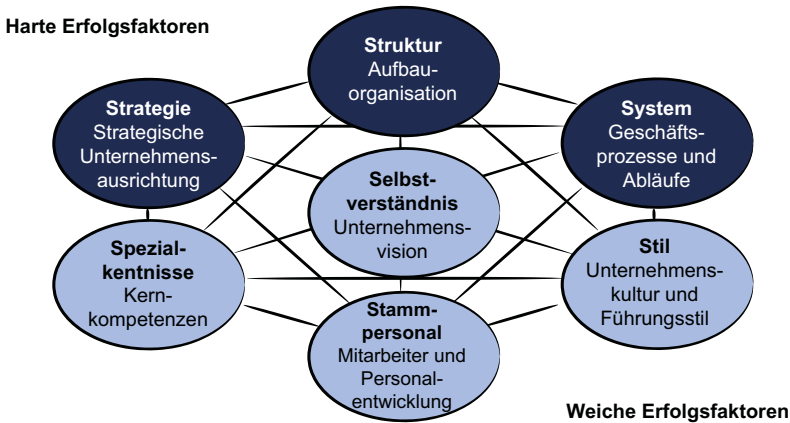 Harte Erfolgsfaktoren
Struktur
Aufbau-
organisation
Strategie
Strategische
Unternehmens-
ausrichtung
System
Geschäfts-
prozesse und
Abläufe
Selbst-
verständnis
Unternehmens-
vision
Spezial-
kentnisse
Kern-
kompetenzen
Stil
Unternehmens-
kultur und
Führungsstil
Stamm-
personal
Mitarbeiter und
Personal-
entwicklung
Weiche Erfolgsfaktoren